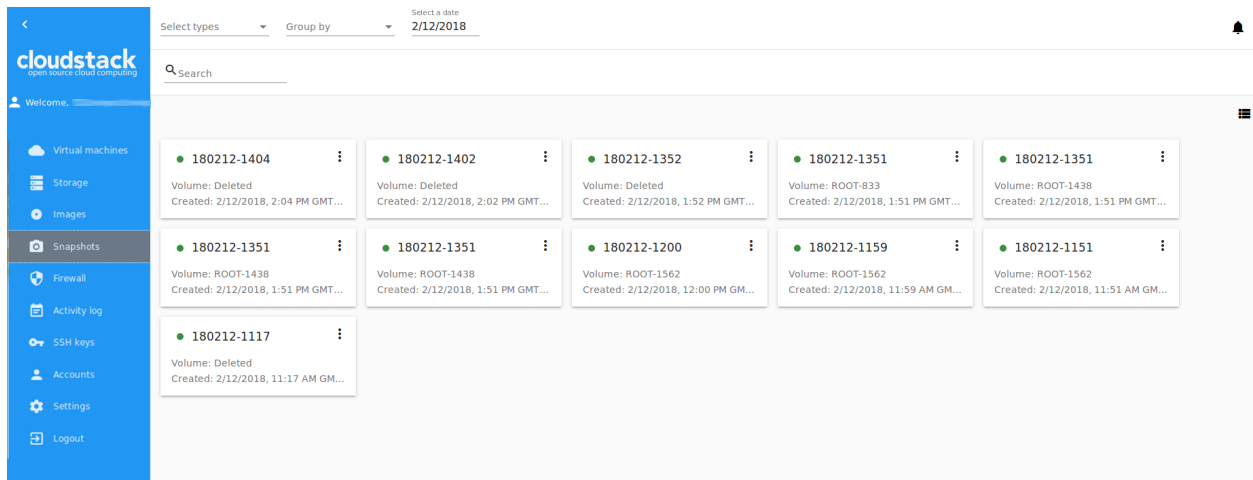 Select types
Group by
Select a date
2/12/2018
cloudstack
open source cloud computing
Search
Welcome,
Virtual machines
Storage
Images
Snapshots
Firewall
Activity log
SSH keys
Accounts
Settings
Logout
180212-1404
Volume: Deleted
Created: 2/12/2018, 2:04 PM GMT...
180212-1402
Volume: Deleted
Created: 2/12/2018, 2:02 PM GMT...
180212-1352
Volume: Deleted
Created: 2/12/2018, 1:52 PM GMT...
180212-1351
Volume: ROOT-833
Created: 2/12/2018, 1:51 PM GMT...
180212-1351
Volume: ROOT-1438
Created: 2/12/2018, 1:51 PM GMT...
180212-1351
Volume: ROOT-1438
Created: 2/12/2018, 1:51 PM GMT...
180212-1351
Volume: ROOT-1438
Created: 2/12/2018, 1:51 PM GMT...
180212-1200
Volume: ROOT-1562
Created: 2/12/2018, 12:00 PM GM...
180212-1159
Volume: ROOT-1562
Created: 2/12/2018, 11:59 AM GM...
180212-1151
Volume: ROOT-1562
Created: 2/12/2018, 11:51 AM GM...
180212-1117
Volume: Deleted
Created: 2/12/2018, 11:17 AM GM...